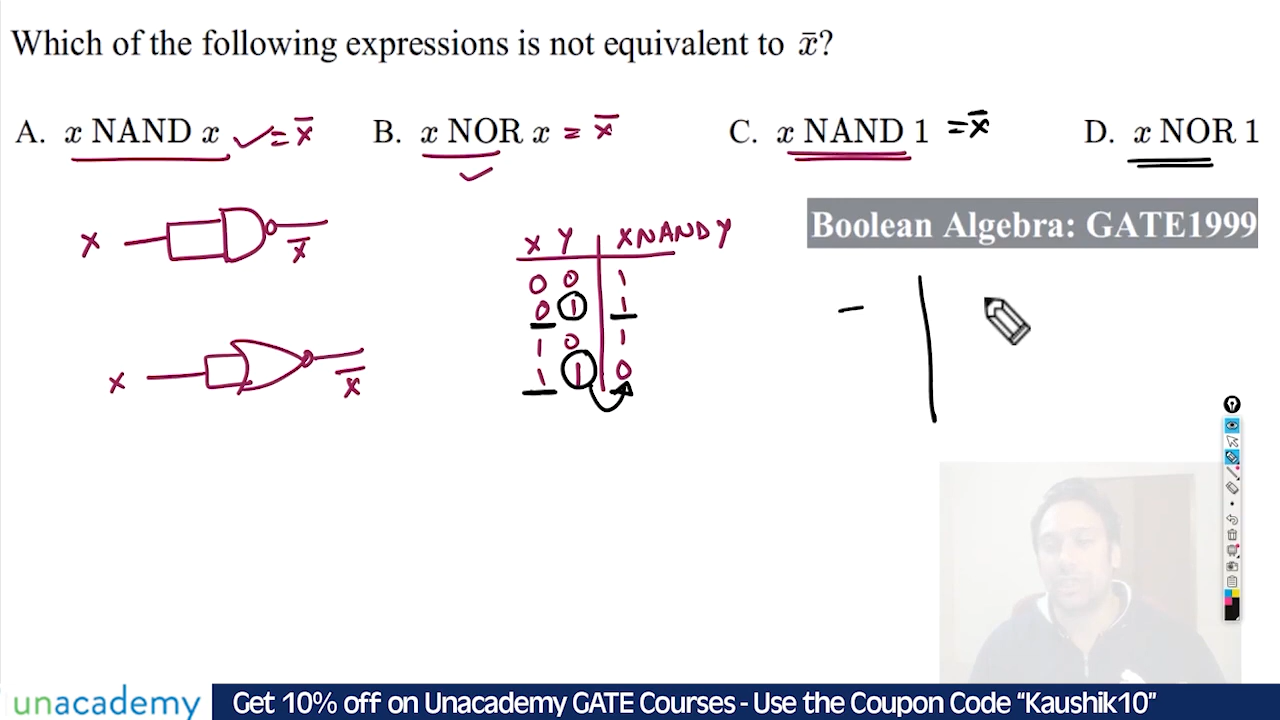 Which of the following expressions is not equivalent to x̄?
A. x NAND x ✓= x̄ B. x NOR x = x̄ C. x NAND 1 = x̄ D. x NOR 1
✓
Boolean Algebra: GATE1999
X x̄
X Y | X NAND Y
0 0 | 1
0 1 | 1
1 0 | 1
1 1 | 0
X x̄
unacademy Get 10% off on Unacademy GATE Courses - Use the Coupon Code “Kaushik10”